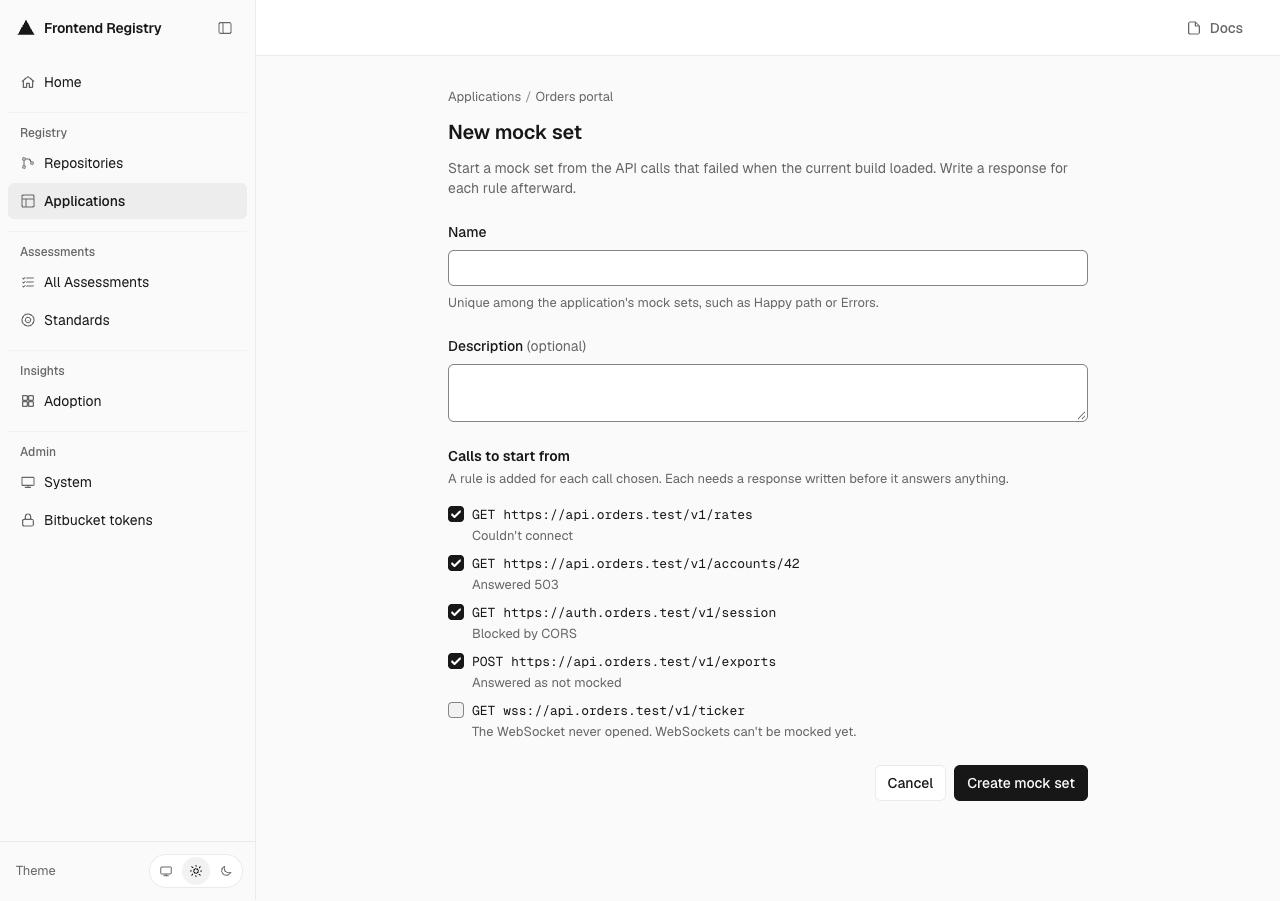 Frontend Registry
Docs
Home
Registry
Repositories
Applications
Assessments
All Assessments
Standards
Insights
Adoption
Admin
System
Bitbucket tokens
Theme
Applications / Orders portal
New mock set
Start a mock set from the API calls that failed when the current build loaded. Write a response for
each rule afterward.
Name
Unique among the application's mock sets, such as Happy path or Errors.
Description (optional)
Calls to start from
A rule is added for each call chosen. Each needs a response written before it answers anything.
GET https://api.orders.test/v1/rates
Couldn't connect
GET https://api.orders.test/v1/accounts/42
Answered 503
GET https://auth.orders.test/v1/session
Blocked by CORS
POST https://api.orders.test/v1/exports
Answered as not mocked
GET wss://api.orders.test/v1/ticker
The WebSocket never opened. WebSockets can't be mocked yet.
Cancel
Create mock set